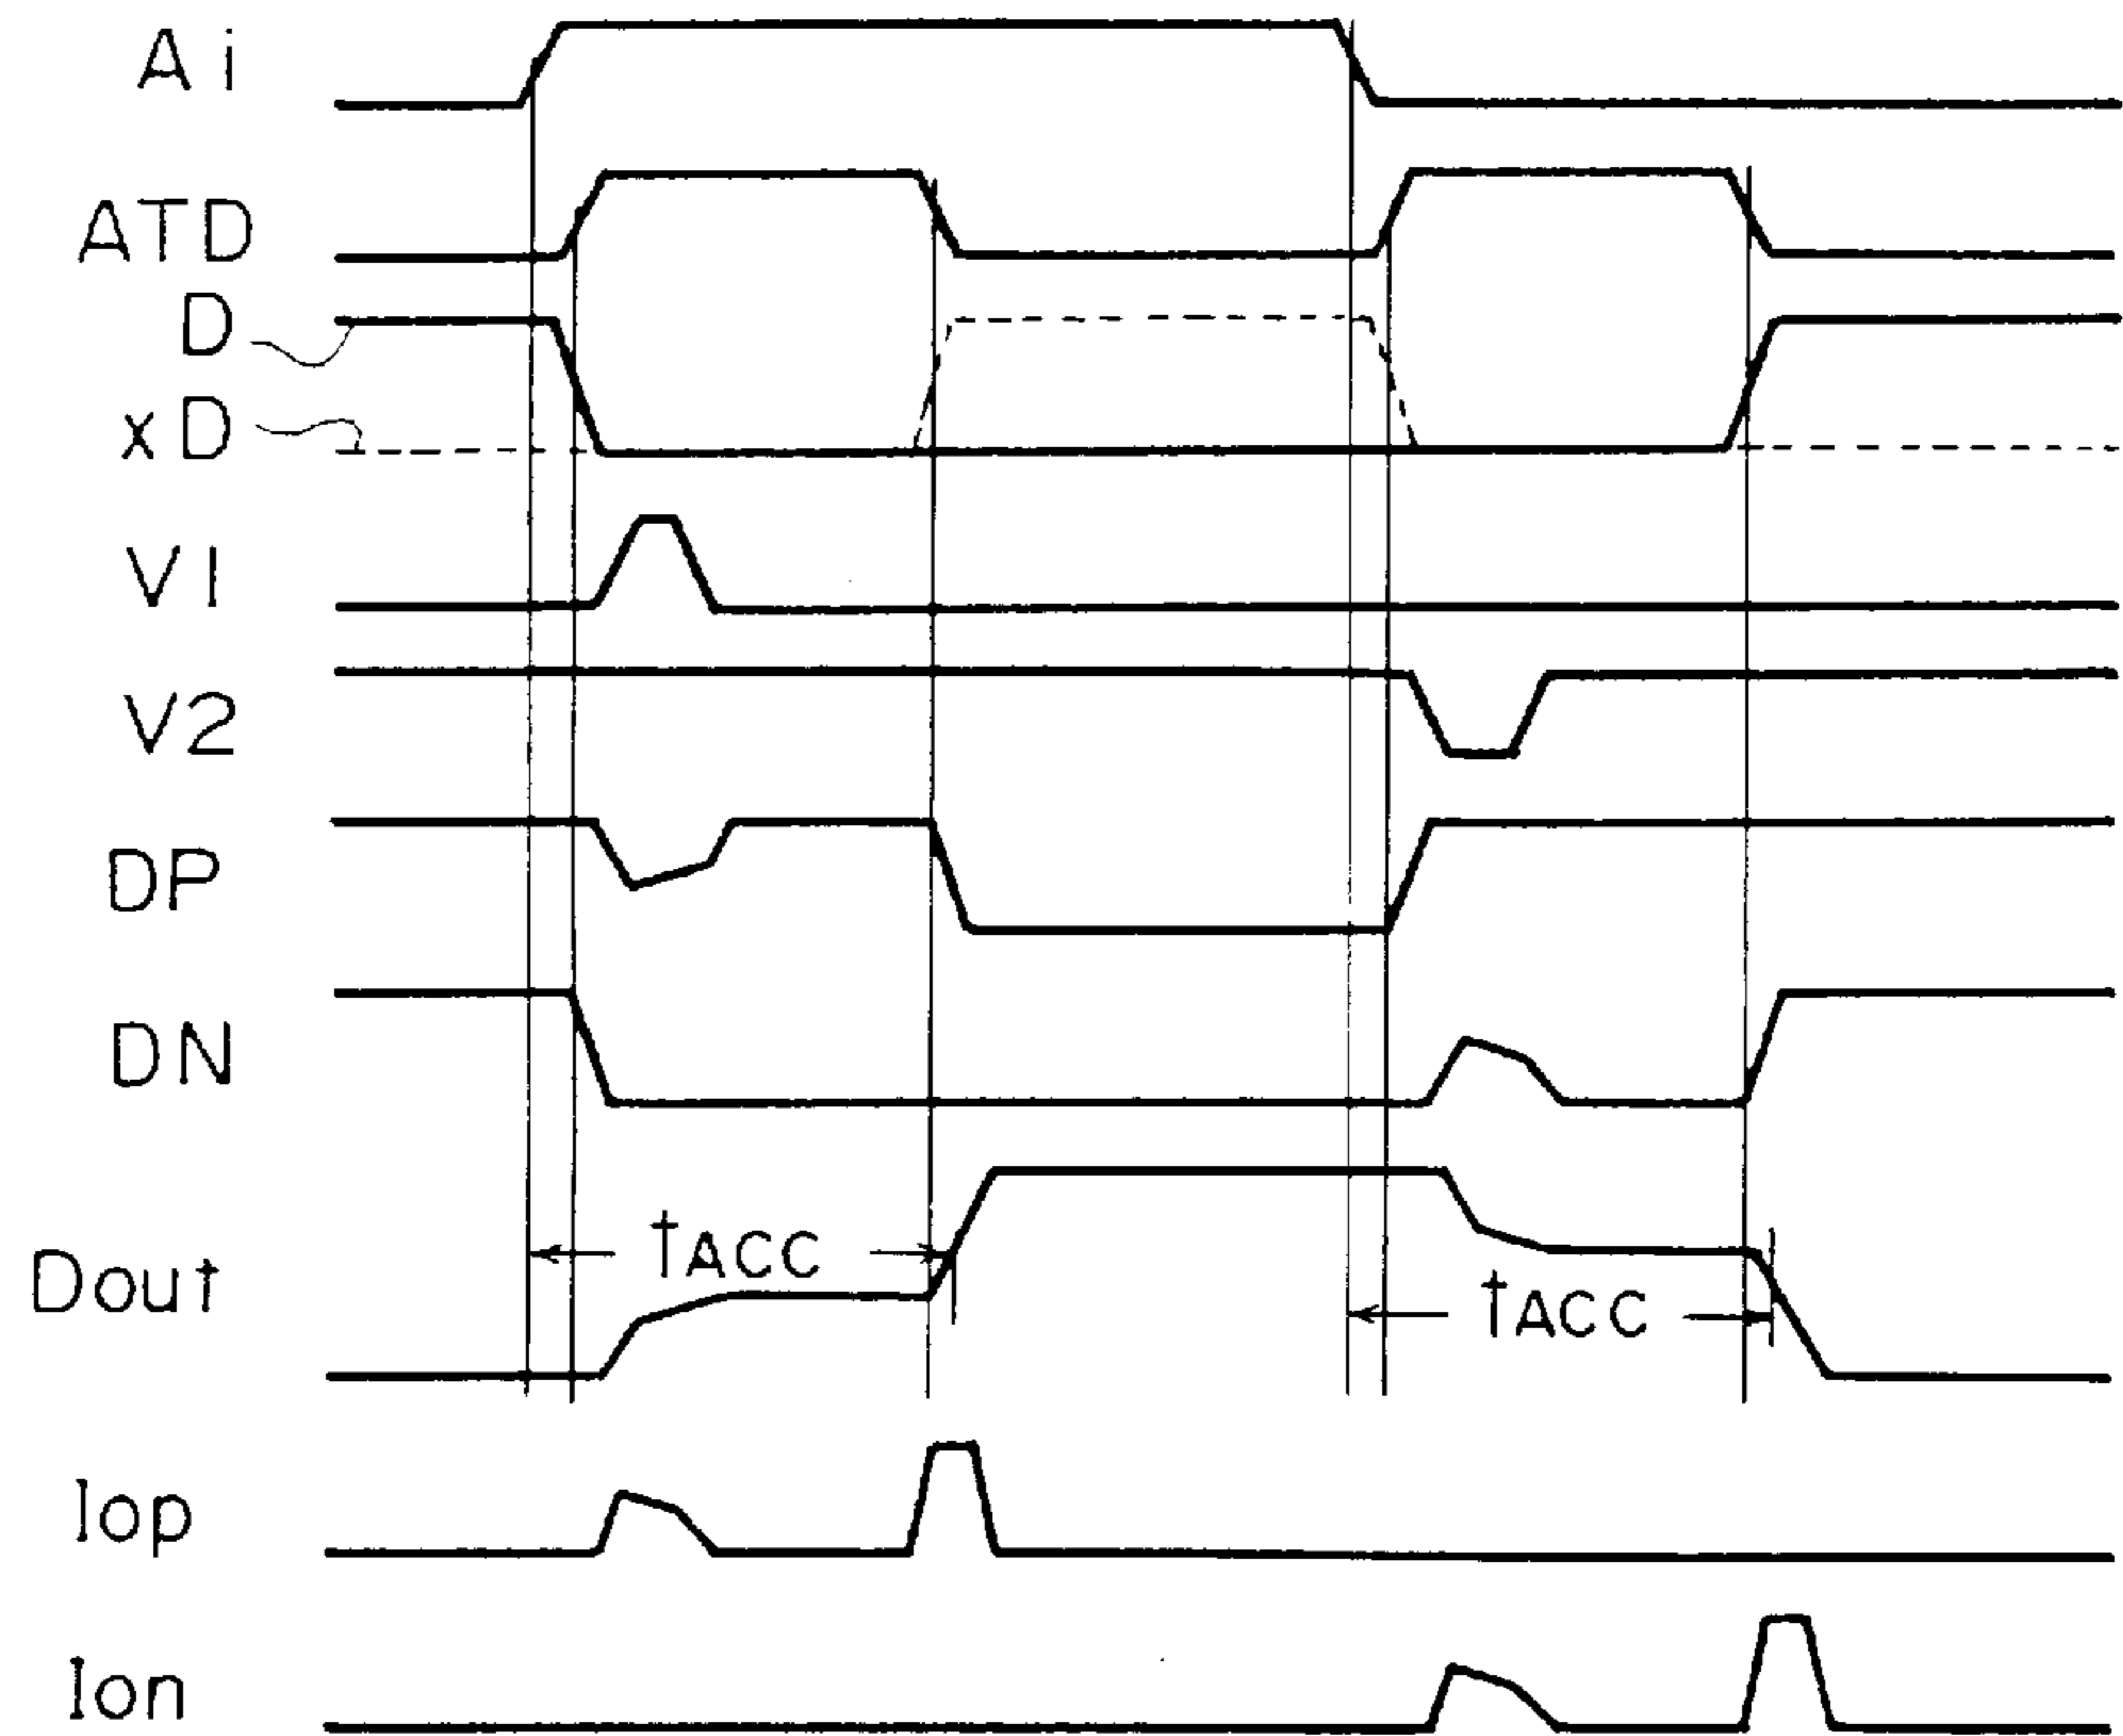 Ai
ATD
D
xD
V1
V2
DP
DN
Dout
tACC
tACC
Iop
Ion